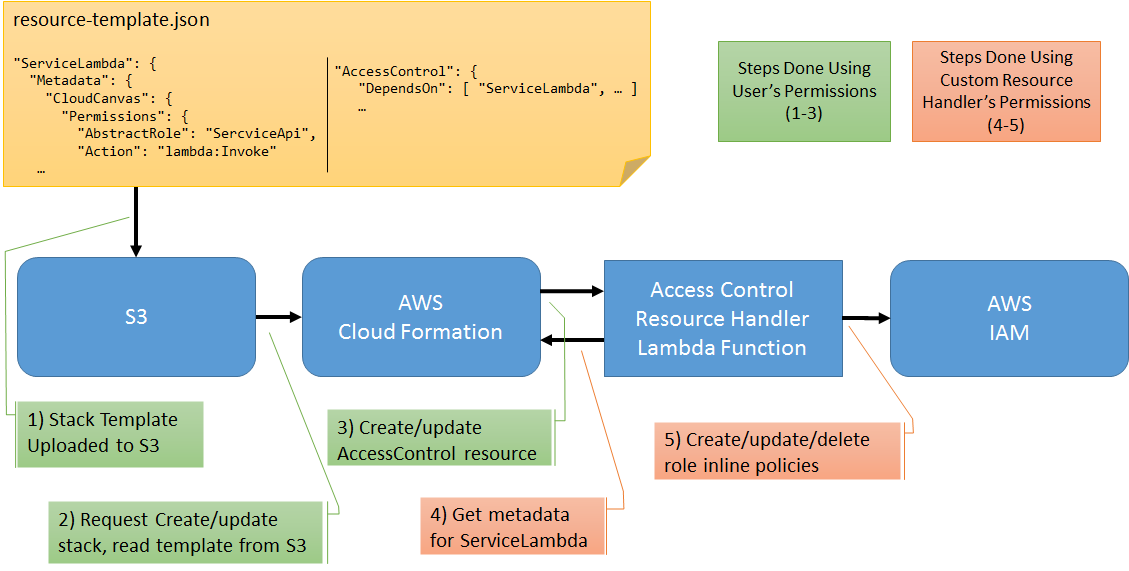 resource-template.json
"ServiceLambda": {
"Metadata": {
"CloudCanvas": {
"Permissions": {
"AbstractRole": "SercviceApi",
"Action": "lambda:Invoke"
…
"AccessControl": {
"DependsOn": [ "ServiceLambda", … ]
…
Steps Done Using
User’s Permissions
(1-3)
Steps Done Using
Custom Resource
Handler’s Permissions
(4-5)
S3
AWS
Cloud Formation
Access Control
Resource Handler
Lambda Function
AWS
IAM
1) Stack Template
Uploaded to S3
2) Request Create/update
stack, read template from S3
3) Create/update
AccessControl resource
4) Get metadata
for ServiceLambda
5) Create/update/delete
role inline policies